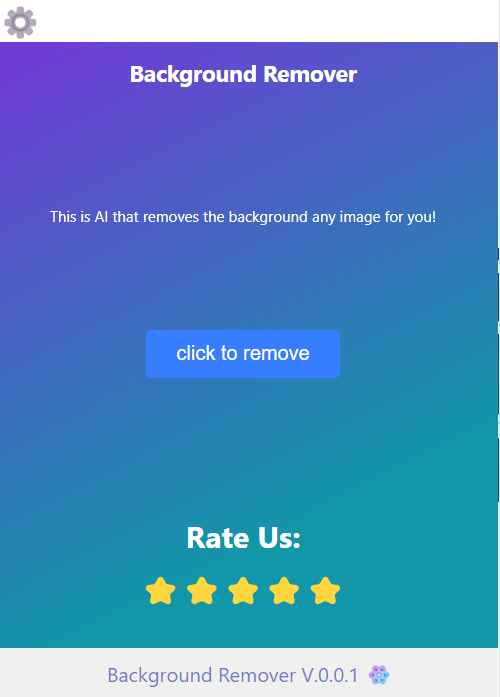 Background Remover
This is AI that removes the background any image for you!
click to remove
Rate Us:
Background Remover V.0.0.1